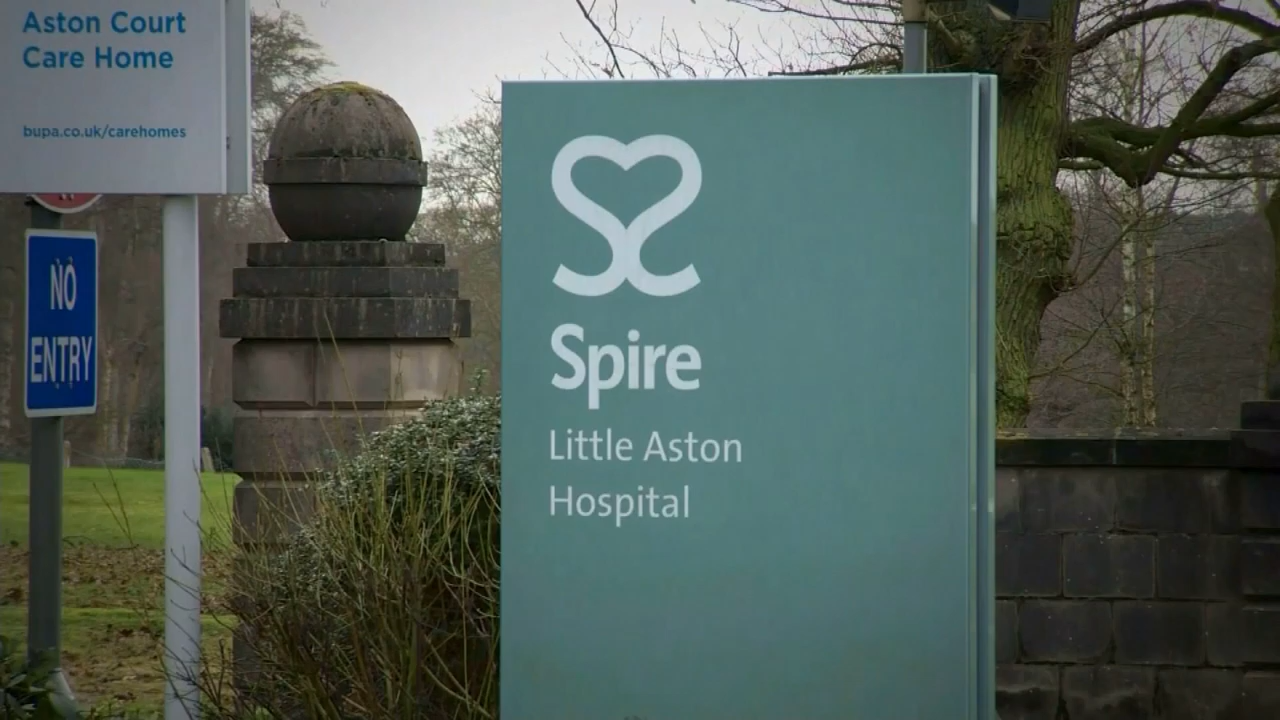 Aston Court
Care Home
bupa.co.uk/carehomes
NO
ENTRY
Spire
Little Aston
Hospital